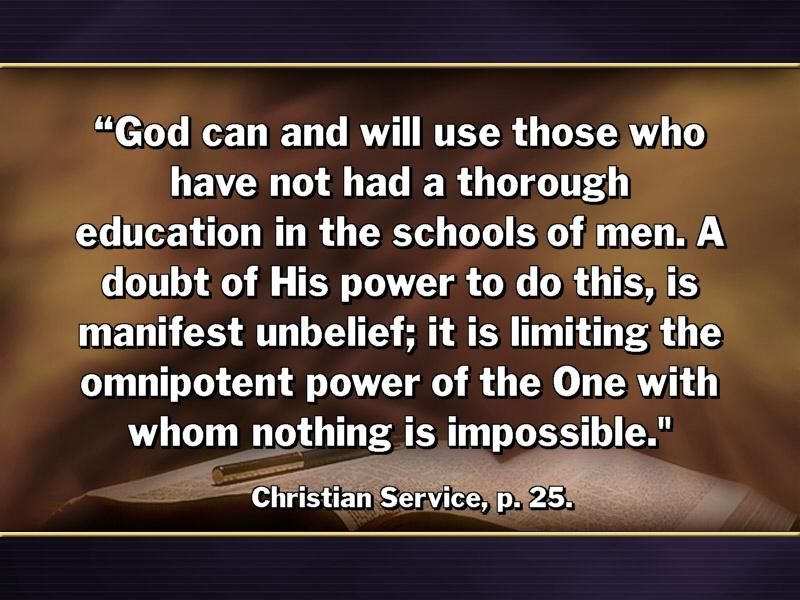 “God can and will use those who
have not had a thorough
education in the schools of men. A
doubt of His power to do this, is
manifest unbelief; it is limiting the
omnipotent power of the One with
whom nothing is impossible."
Christian Service, p. 25.